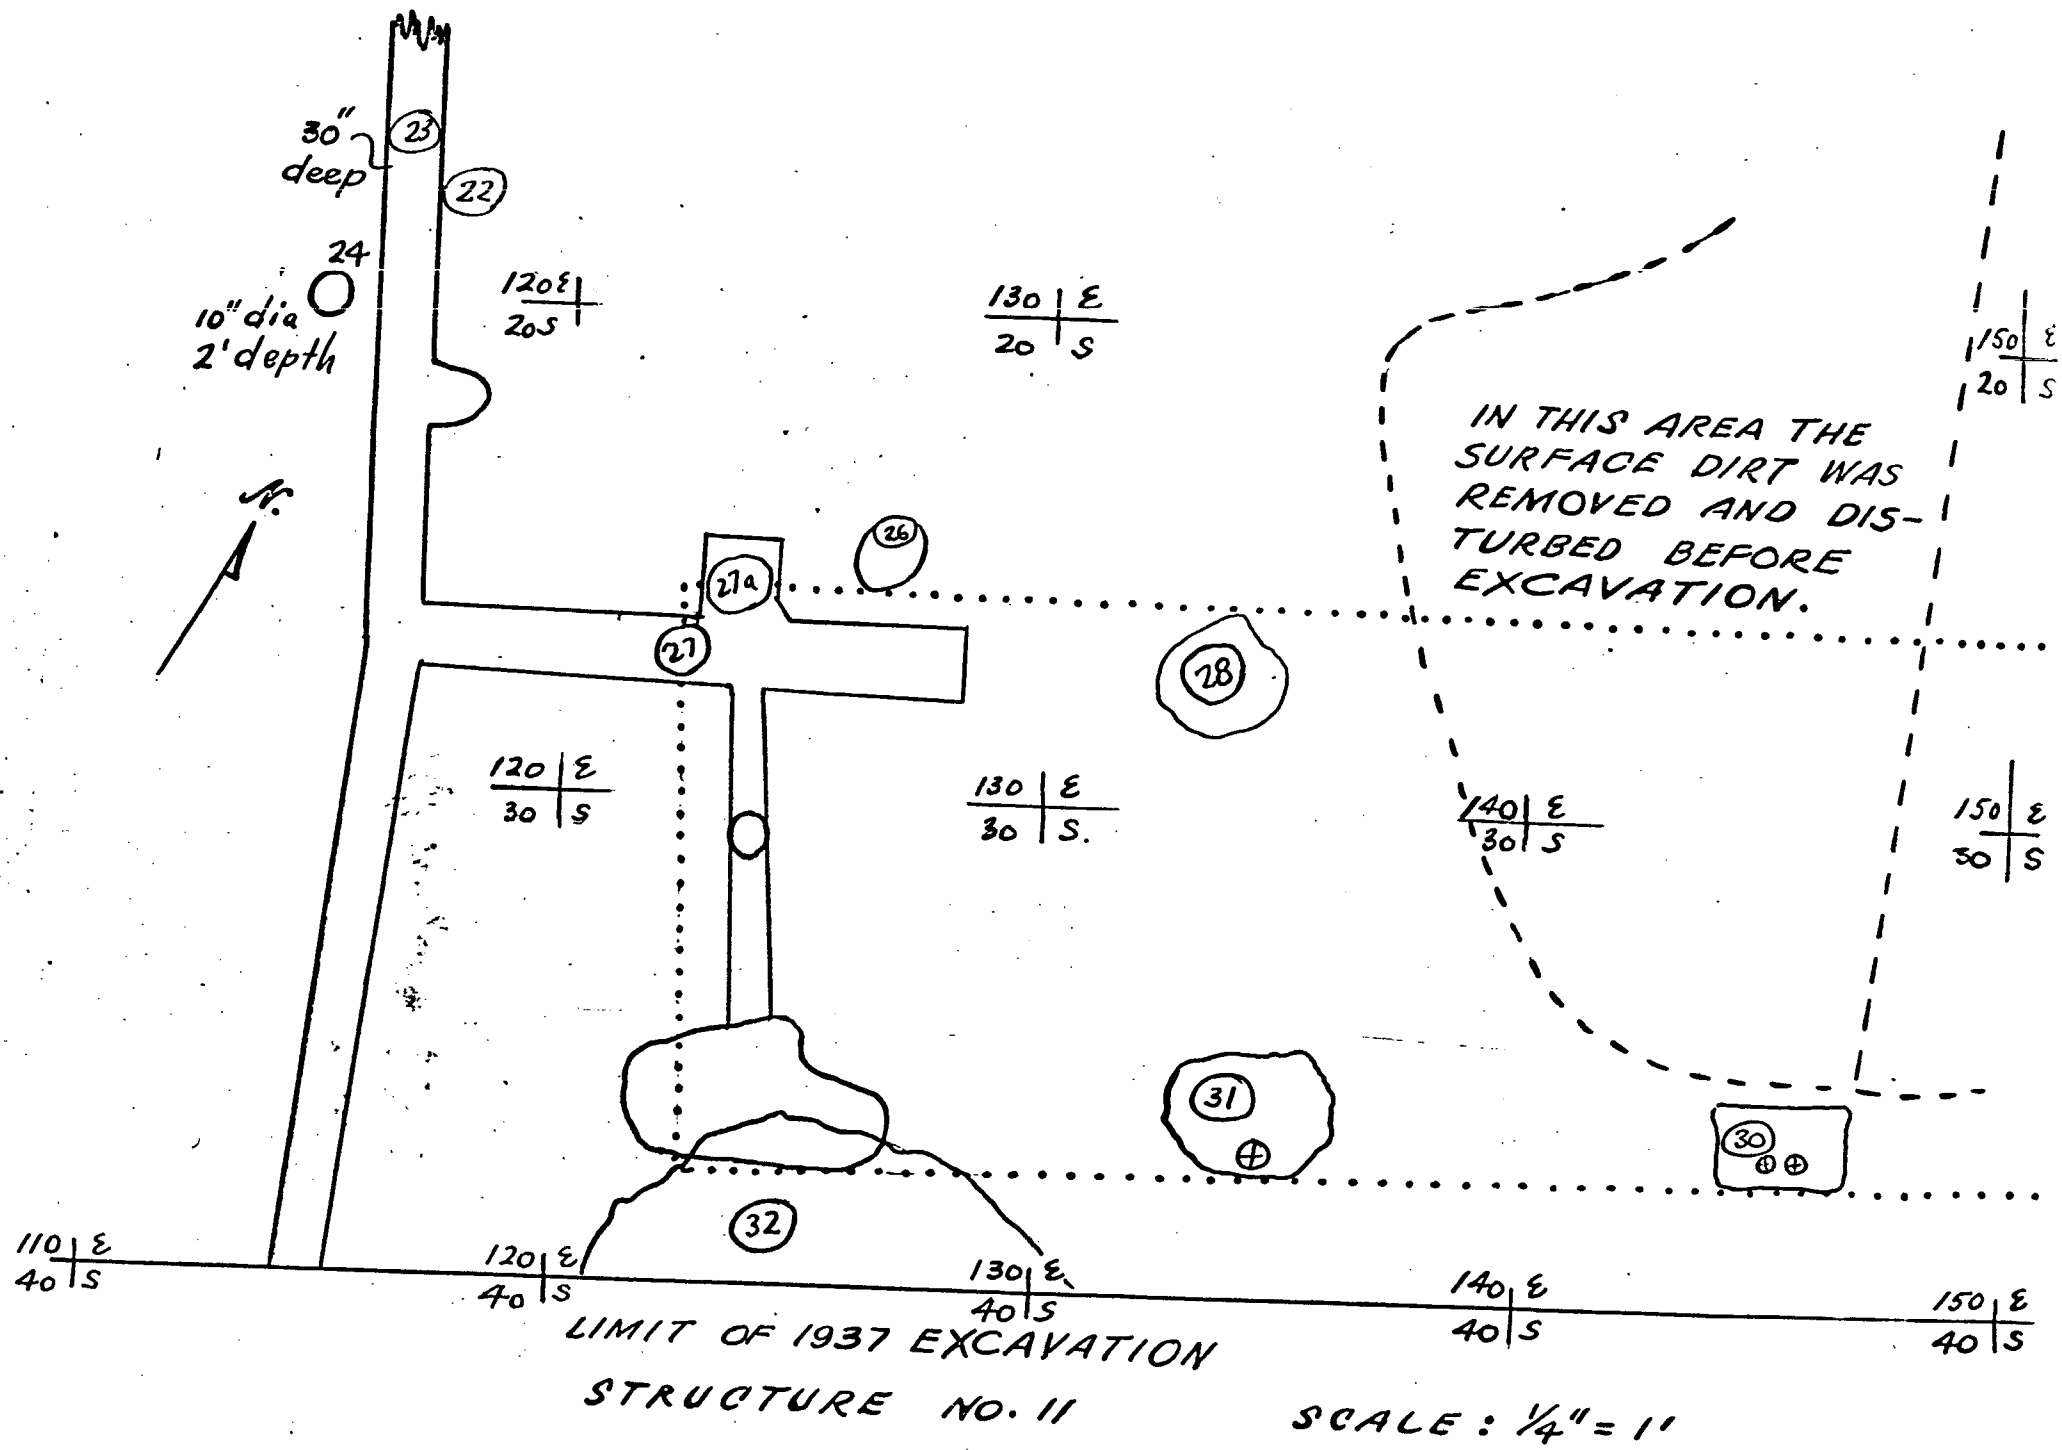 23
30"
deep
22
24
10" dia
2' depth
120 E
20 S
130 E
20 S
150 E
20 S
IN THIS AREA THE
SURFACE DIRT WAS
REMOVED AND DIS-
TURBED BEFORE
EXCAVATION.
N.
26
27a
27
28
120 E
30 S
130 E
30 S.
140 E
30 S
150 E
30 S
31
30
32
110 E
40 S
120 E
40 S
130 E
40 S
140 E
40 S
150 E
40 S
LIMIT OF 1937 EXCAVATION
STRUCTURE NO. 11
SCALE: 1/4" = 1'